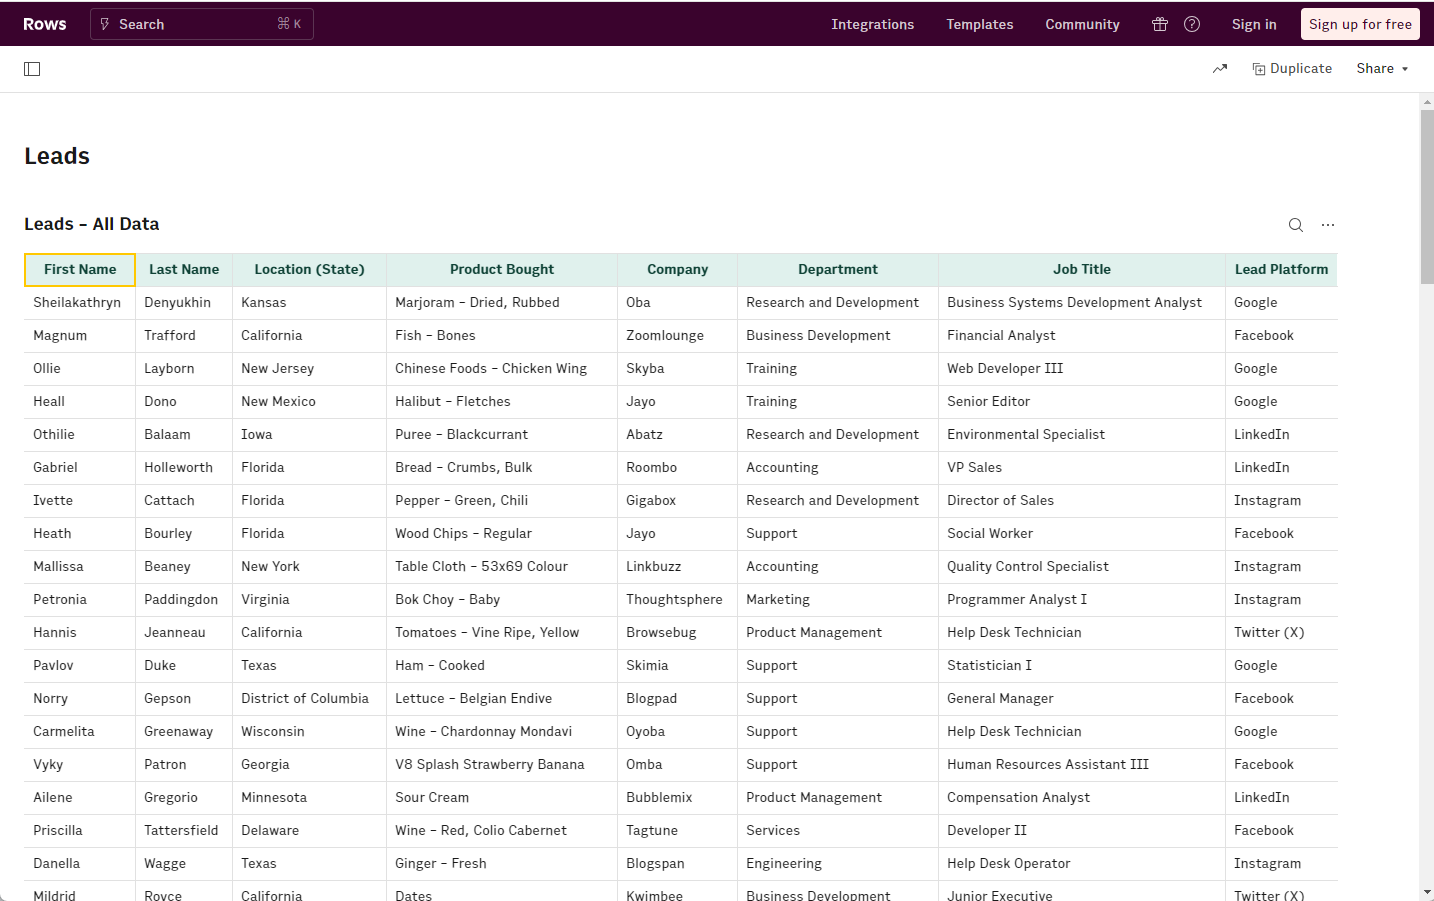 Rows Search ⌘ K Integrations Templates Community Sign in Sign up for free
Duplicate Share
Leads
Leads – All Data
First Name Last Name Location (State) Product Bought Company Department Job Title Lead Platform
Sheilakathryn Denyukhin Kansas Marjoram – Dried, Rubbed Oba Research and Development Business Systems Development Analyst Google
Magnum Trafford California Fish – Bones Zoomlounge Business Development Financial Analyst Facebook
Ollie Layborn New Jersey Chinese Foods – Chicken Wing Skyba Training Web Developer III Google
Heall Dono New Mexico Halibut – Fletches Jayo Training Senior Editor Google
Othilie Balaam Iowa Puree – Blackcurrant Abatz Research and Development Environmental Specialist LinkedIn
Gabriel Holleworth Florida Bread – Crumbs, Bulk Roombo Accounting VP Sales LinkedIn
Ivette Cattach Florida Pepper – Green, Chili Gigabox Research and Development Director of Sales Instagram
Heath Bourley Florida Wood Chips – Regular Jayo Support Social Worker Facebook
Mallissa Beaney New York Table Cloth – 53x69 Colour Linkbuzz Accounting Quality Control Specialist Instagram
Petronia Paddingdon Virginia Bok Choy – Baby Thoughtsphere Marketing Programmer Analyst I Instagram
Hannis Jeanneau California Tomatoes – Vine Ripe, Yellow Browsebug Product Management Help Desk Technician Twitter (X)
Pavlov Duke Texas Ham – Cooked Skimia Support Statistician I Google
Norry Gepson District of Columbia Lettuce – Belgian Endive Blogpad Support General Manager Facebook
Carmelita Greenaway Wisconsin Wine – Chardonnay Mondavi Oyoba Support Help Desk Technician Google
Vyky Patron Georgia V8 Splash Strawberry Banana Omba Support Human Resources Assistant III Facebook
Ailene Gregorio Minnesota Sour Cream Bubblemix Product Management Compensation Analyst LinkedIn
Priscilla Tattersfield Delaware Wine – Red, Colio Cabernet Tagtune Services Developer II Facebook
Danella Wagge Texas Ginger – Fresh Blogspan Engineering Help Desk Operator Instagram
Mildrid Royce California Dates Kwimbee Business Development Junior Executive Twitter (X)